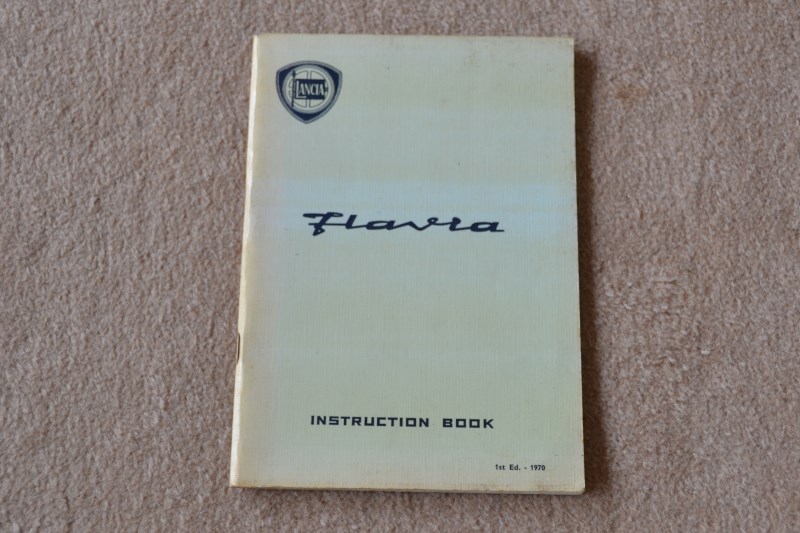 LANCIA
Flavia
INSTRUCTION BOOK
1st Ed. - 1970